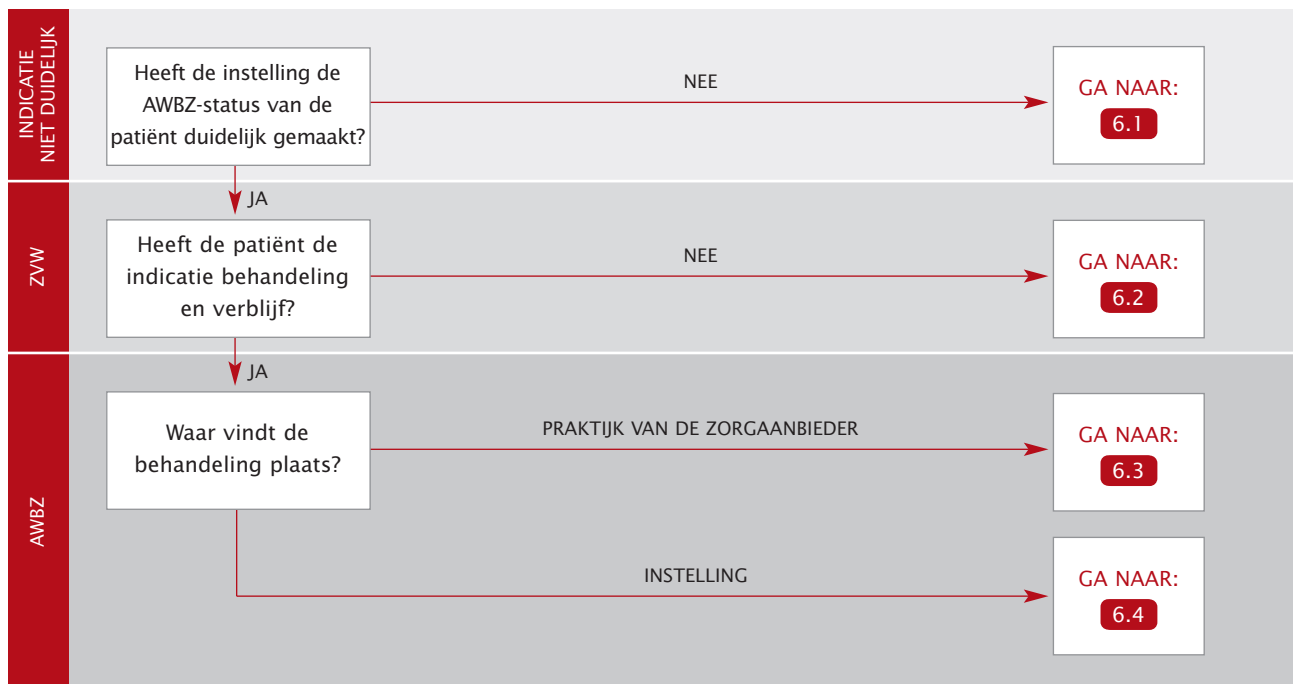 INDICATIE
NIET DUIDELIJK
Heeft de instelling de
AWBZ-status van de
patiënt duidelijk gemaakt?
NEE
GA NAAR:
6.1
JA
ZVW
Heeft de patiënt de
indicatie behandeling
en verblijf?
NEE
GA NAAR:
6.2
JA
AWBZ
Waar vindt de
behandeling plaats?
PRAKTIJK VAN DE ZORGAANBIEDER
GA NAAR:
6.3
INSTELLING
GA NAAR:
6.4